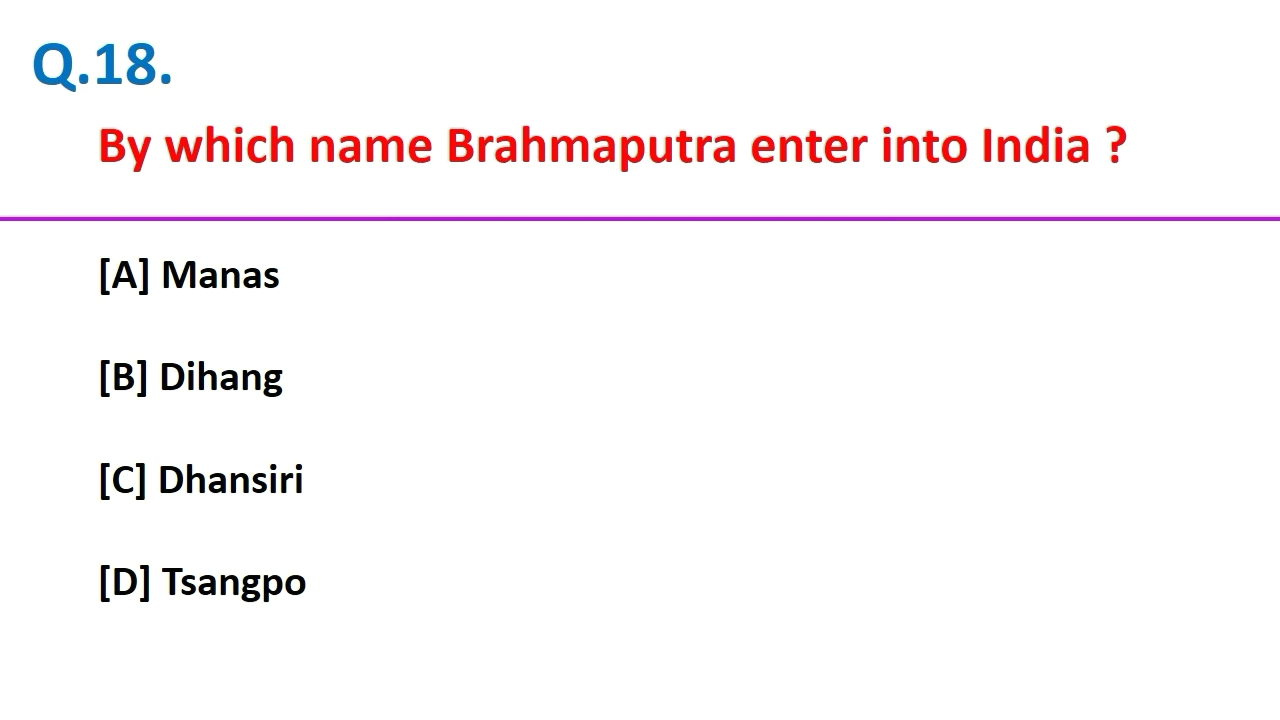 Q.18.
By which name Brahmaputra enter into India ?
[A] Manas
[B] Dihang
[C] Dhansiri
[D] Tsangpo